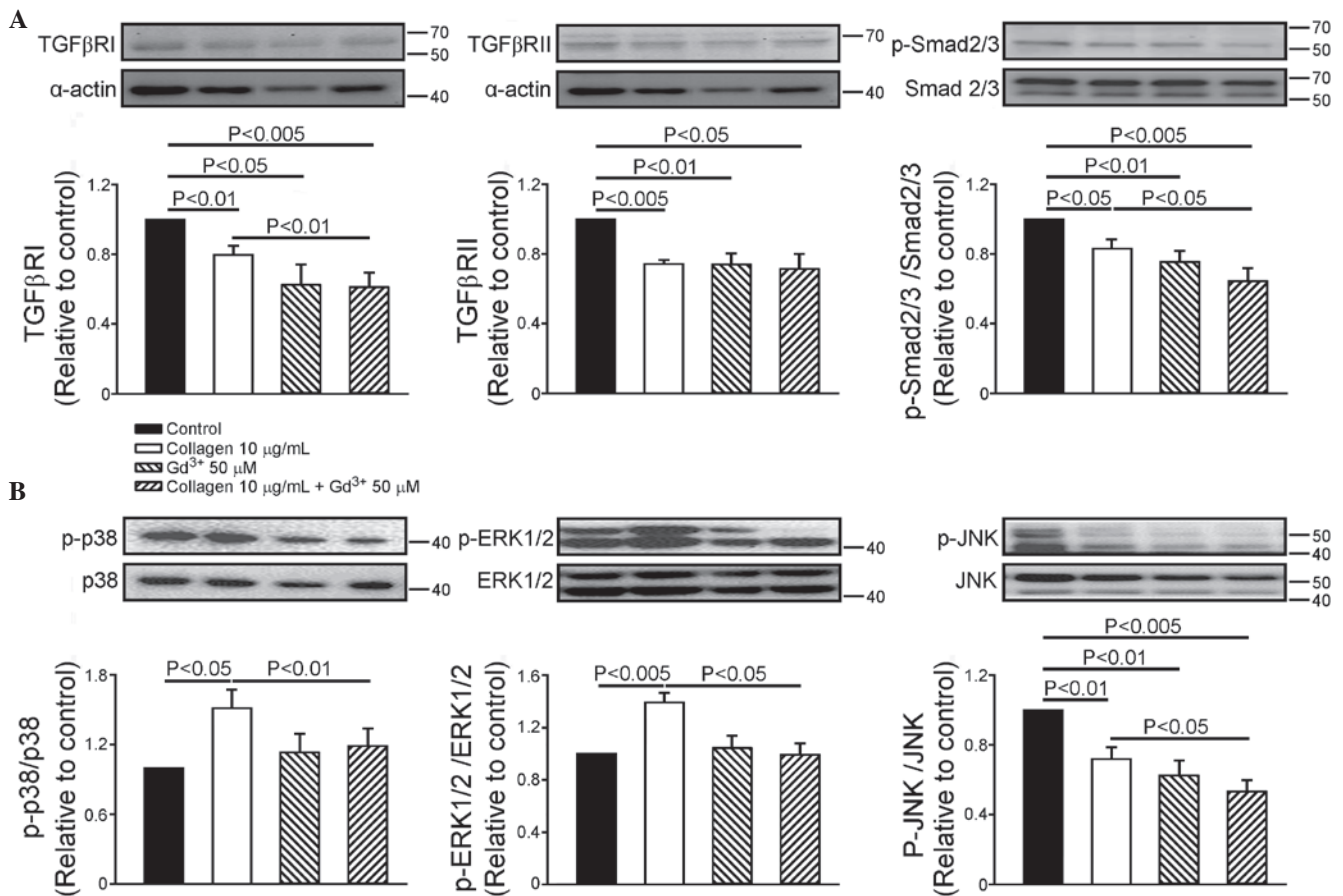 A
TGFβRI
70
50
α-actin
40
TGFβRII
70
α-actin
40
p-Smad2/3
70
50
Smad 2/3
70
50
P<0.005
P<0.05
P<0.01
P<0.01
TGFβRI
(Relative to control)
1.2
0.8
0.4
0
P<0.05
P<0.01
P<0.005
TGFβRII
(Relative to control)
1.2
0.8
0.4
0
P<0.005
P<0.01
P<0.05
P<0.05
p-Smad2/3 /Smad2/3
(Relative to control)
1.2
0.8
0.4
0
Control
Collagen 10 μg/mL
Gd³⁺ 50 μM
Collagen 10 μg/mL + Gd³⁺ 50 μM
B
p-p38
40
p38
40
p-ERK1/2
40
ERK1/2
40
p-JNK
50
40
JNK
50
40
P<0.05
P<0.01
p-p38/p38
(Relative to control)
1.8
1.2
0.6
0
P<0.005
P<0.05
p-ERK1/2 /ERK1/2
(Relative to control)
1.6
1.2
0.8
0.4
0
P<0.005
P<0.01
P<0.01
P<0.05
P-JNK /JNK
(Relative to control)
1.2
0.8
0.4
0